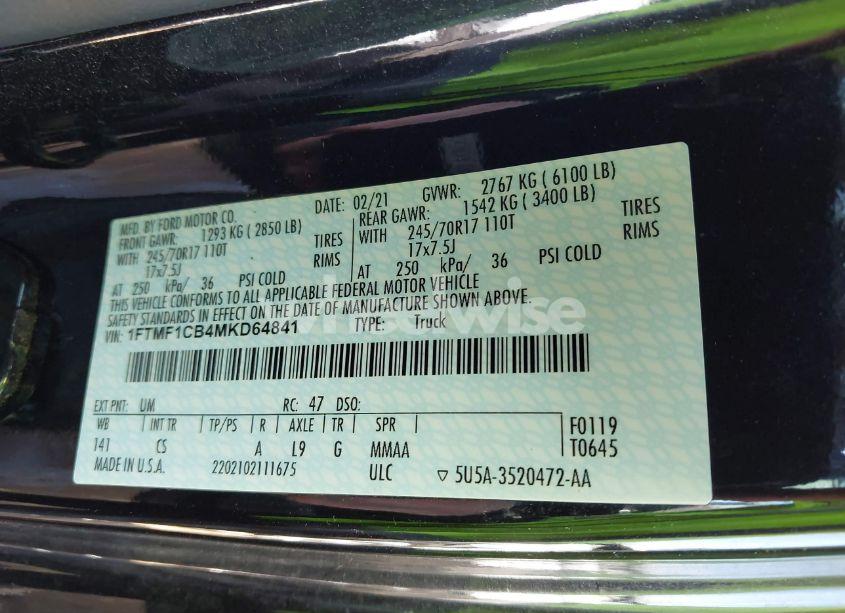 MFD. BY FORD MOTOR CO. DATE: 02/21 GVWR: 2767 KG ( 6100 LB)
FRONT GAWR: 1293 KG ( 2850 LB) REAR GAWR: 1542 KG ( 3400 LB)
WITH 245/70R17 110T TIRES WITH 245/70R17 110T TIRES
17x7.5J RIMS 17x7.5J RIMS
AT 250 kPa/ 36 PSI COLD AT 250 kPa/ 36 PSI COLD
THIS VEHICLE CONFORMS TO ALL APPLICABLE FEDERAL MOTOR VEHICLE
SAFETY STANDARDS IN EFFECT ON THE DATE OF MANUFACTURE SHOWN ABOVE.
VIN: 1FTMF1CB4MKD64841 TYPE: Truck
EXT PNT: UM RC: 47 DSO:
WB INT TR TP/PS R AXLE TR SPR F0119
141 CS A L9 G MMAA T0645
MADE IN U.S.A. 2202102111675 ULC ▽ 5U5A-3520472-AA